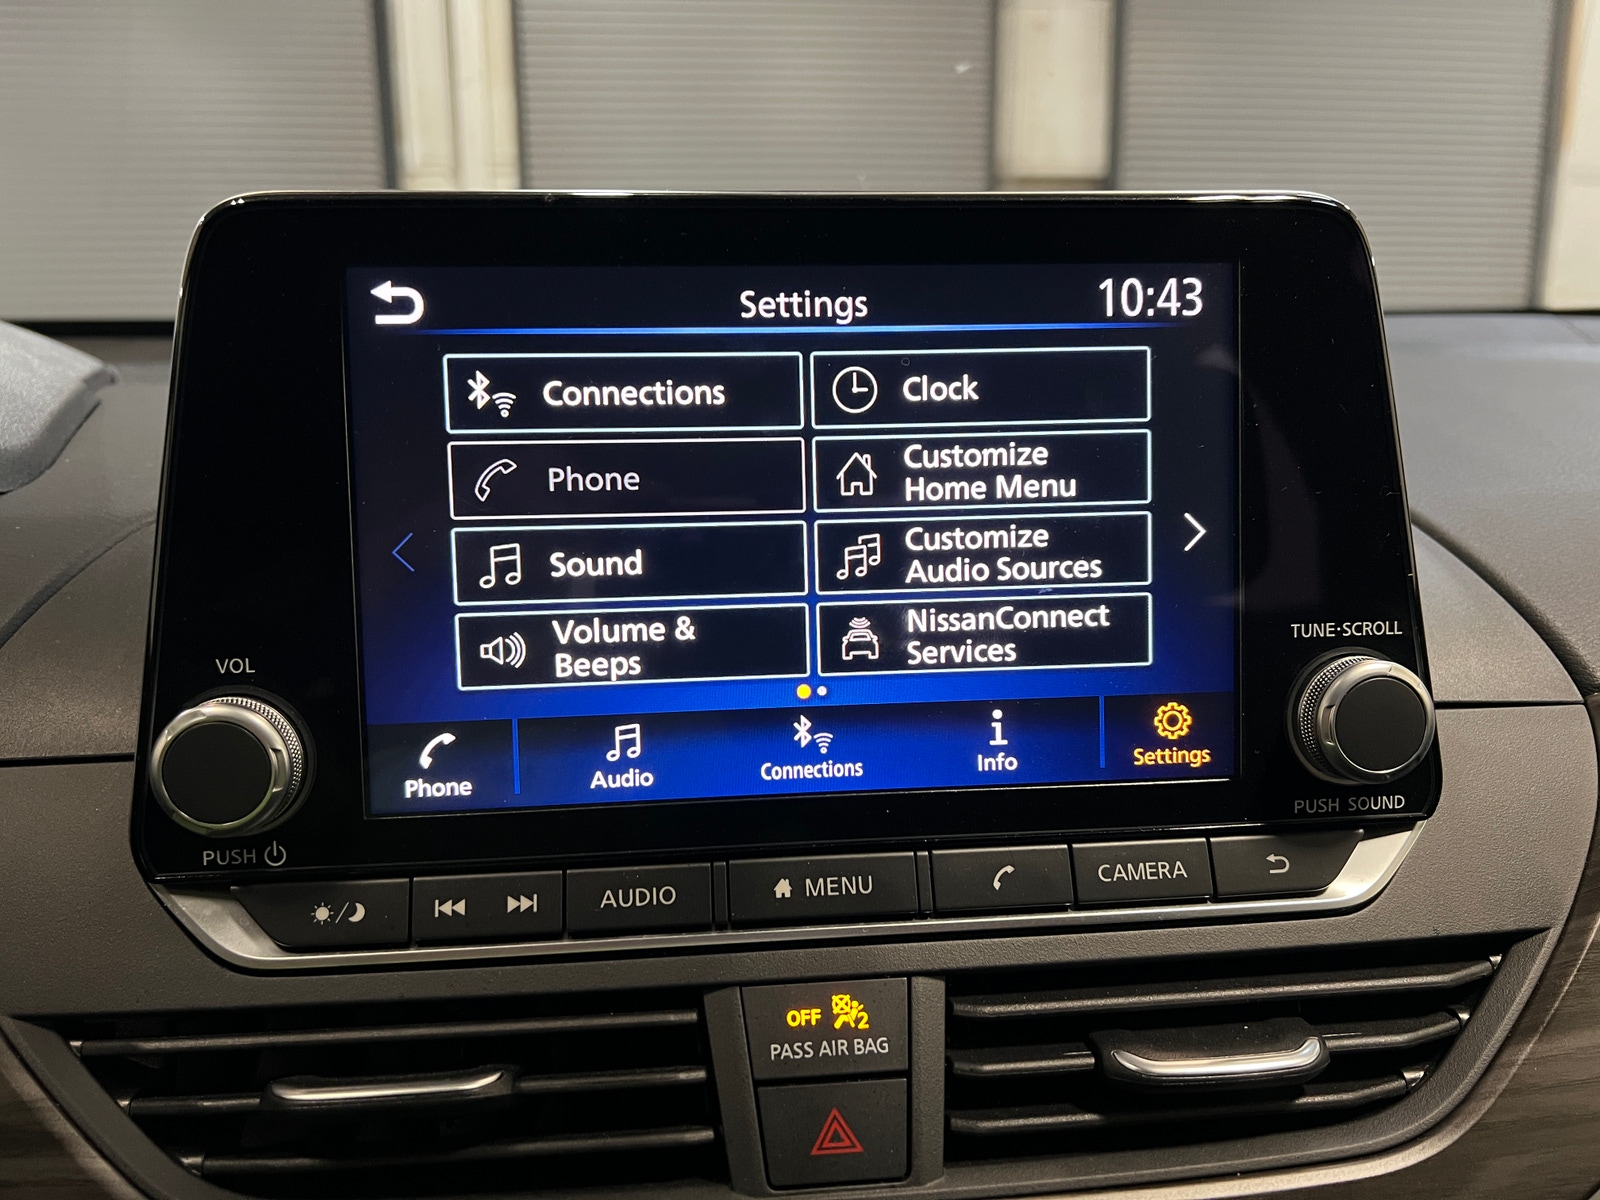 Settings
10:43
Connections
Clock
Phone
Customize
Home Menu
Sound
Customize
Audio Sources
Volume &
Beeps
NissanConnect
Services
Phone
Audio
Connections
Info
Settings
VOL
PUSH
TUNE·SCROLL
PUSH SOUND
AUDIO
MENU
CAMERA
OFF 2
PASS AIR BAG